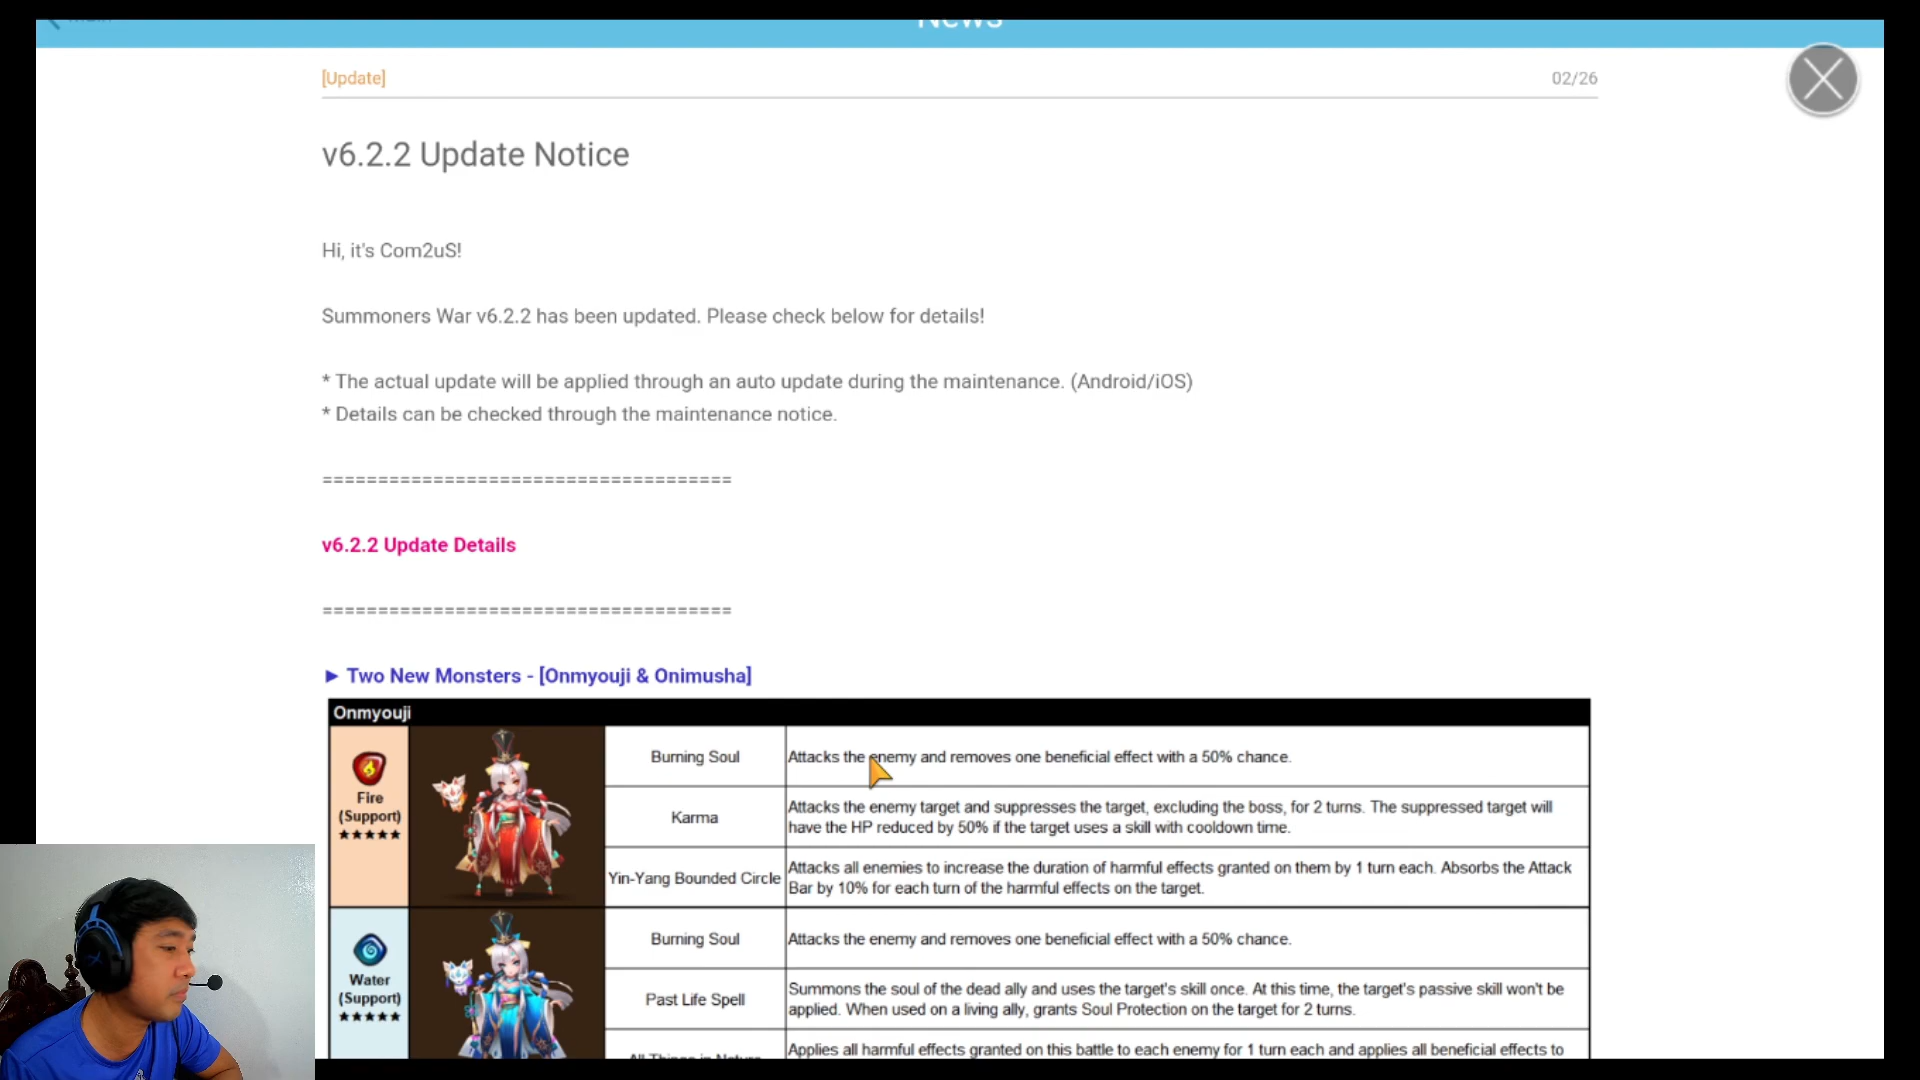 Main
News
[Update]
02/26
v6.2.2 Update Notice
Hi, it's Com2uS!
Summoners War v6.2.2 has been updated. Please check below for details!
* The actual update will be applied through an auto update during the maintenance. (Android/iOS)
* Details can be checked through the maintenance notice.
=====================================
v6.2.2 Update Details
=====================================
► Two New Monsters - [Onmyouji & Onimusha]
Onmyouji
Fire
(Support)
★★★★★
Burning Soul
Attacks the enemy and removes one beneficial effect with a 50% chance.
Karma
Attacks the enemy target and suppresses the target, excluding the boss, for 2 turns. The suppressed target will
have the HP reduced by 50% if the target uses a skill with cooldown time.
Yin-Yang Bounded Circle
Attacks all enemies to increase the duration of harmful effects granted on them by 1 turn each. Absorbs the Attack
Bar by 10% for each turn of the harmful effects on the target.
Water
(Support)
★★★★★
Burning Soul
Attacks the enemy and removes one beneficial effect with a 50% chance.
Past Life Spell
Summons the soul of the dead ally and uses the target's skill once. At this time, the target's passive skill won't be
applied. When used on a living ally, grants Soul Protection on the target for 2 turns.
All Things in Nature
Applies all harmful effects granted on this battle to each enemy for 1 turn each and applies all beneficial effects to